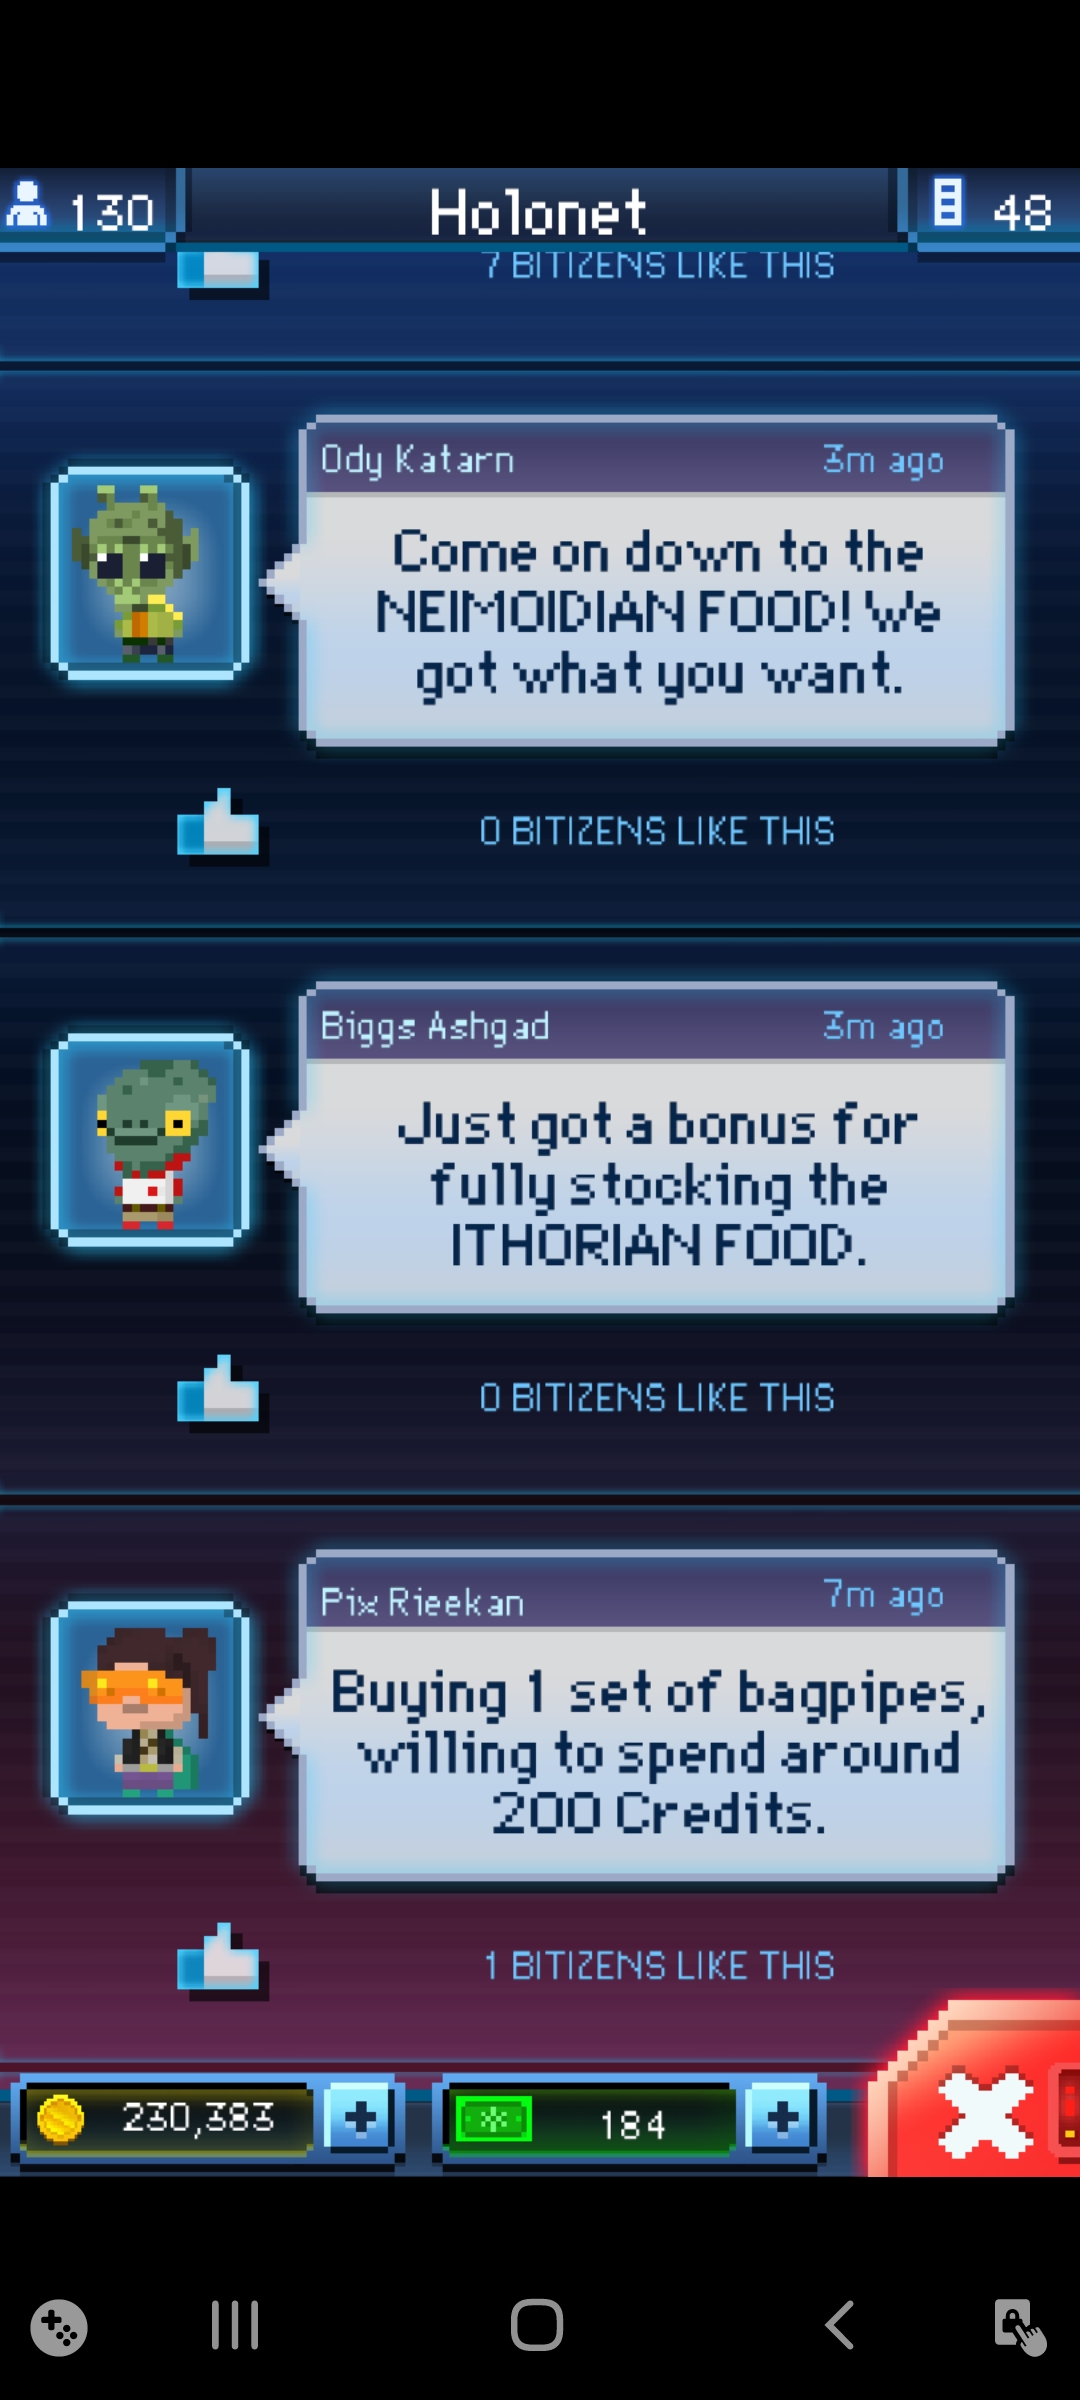 130
Holonet
48
7 BITIZENS LIKE THIS
Ody Katarn
3m ago
Come on down to the
NEIMOIDIAN FOOD! We
got what you want.
0 BITIZENS LIKE THIS
Biggs Ashgad
3m ago
Just got a bonus for
fully stocking the
ITHORIAN FOOD.
0 BITIZENS LIKE THIS
Pix Rieekan
7m ago
Buying 1 set of bagpipes,
willing to spend around
200 Credits.
1 BITIZENS LIKE THIS
230,383
184